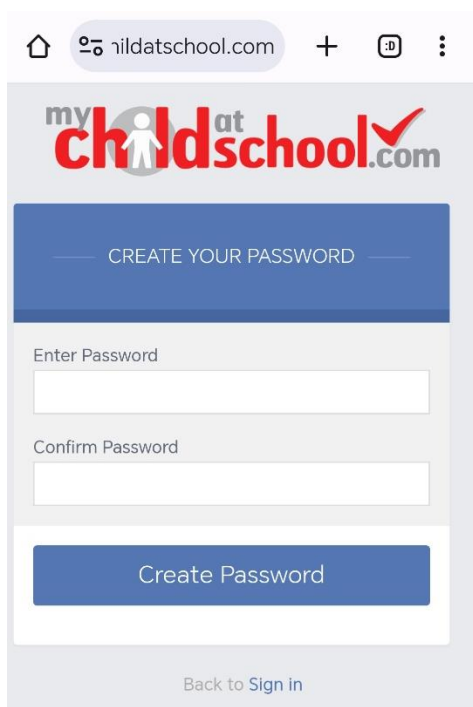 hildatschool.com
:D
my child at school.com
CREATE YOUR PASSWORD
Enter Password
Confirm Password
Create Password
Back to Sign in